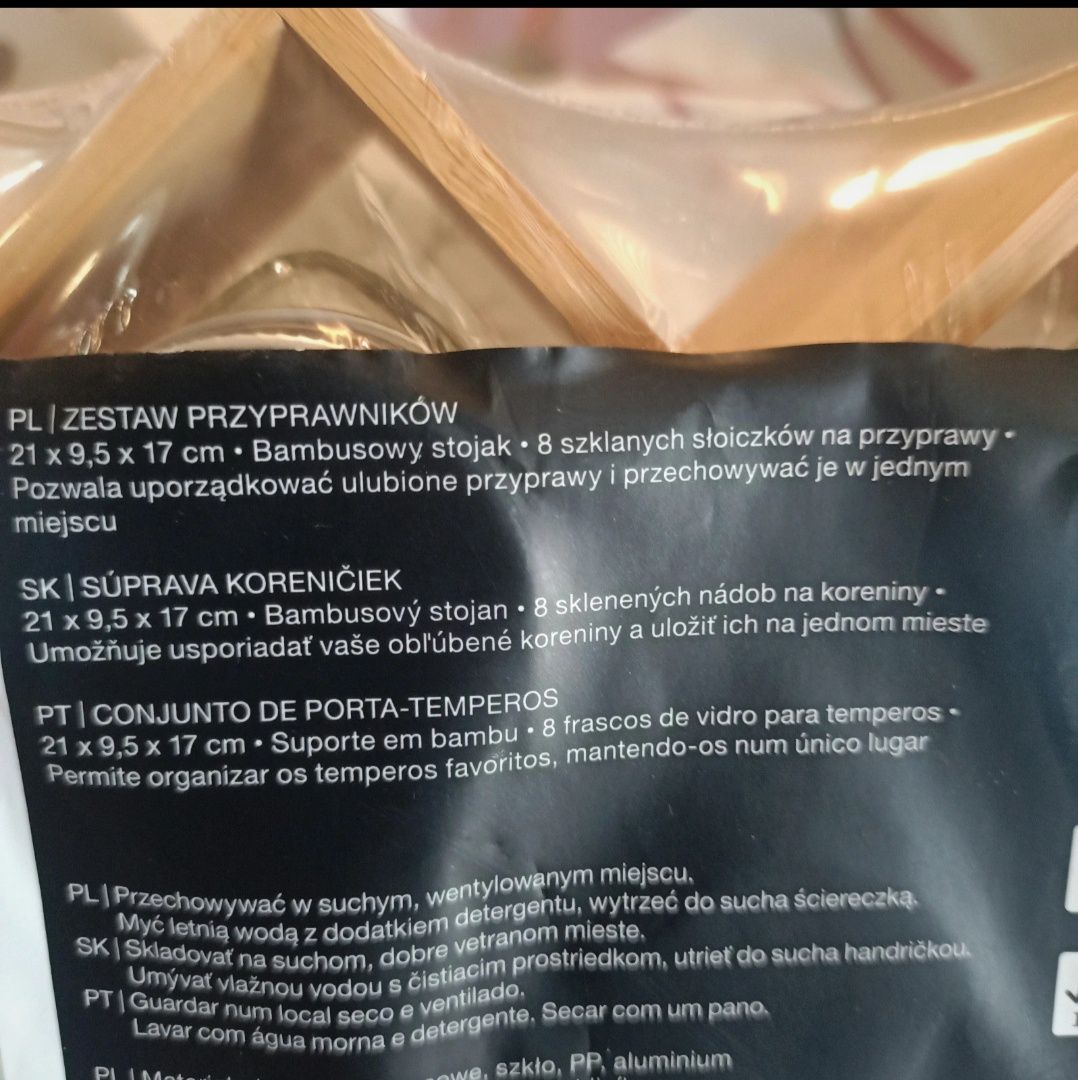 PL | ZESTAW PRZYPRAWNIKÓW
21 x 9,5 x 17 cm • Bambusowy stojak • 8 szklanych słoiczków na przyprawy •
Pozwala uporządkować ulubione przyprawy i przechowywać je w jednym
miejscu
SK | SÚPRAVA KORENIČIEK
21 x 9,5 x 17 cm • Bambusový stojan • 8 sklenených nádob na koreniny •
Umožňuje usporiadať vaše obľúbené koreniny a uložiť ich na jednom mieste
PT | CONJUNTO DE PORTA-TEMPEROS
21 x 9,5 x 17 cm • Suporte em bambu • 8 frascos de vidro para temperos •
Permite organizar os temperos favoritos, mantendo-os num único lugar
PL | Przechowywać w suchym, wentylowanym miejscu.
Myć letnią wodą z dodatkiem detergentu, wytrzeć do sucha ściereczką.
SK | Skladovať na suchom, dobre vetranom mieste.
Umývať vlažnou vodou s čistiacim prostriedkom, utrieť do sucha handričkou.
PT | Guardar num local seco e ventilado.
Lavar com água morna e detergente. Secar com um pano.
PL | szkło, PP, aluminium